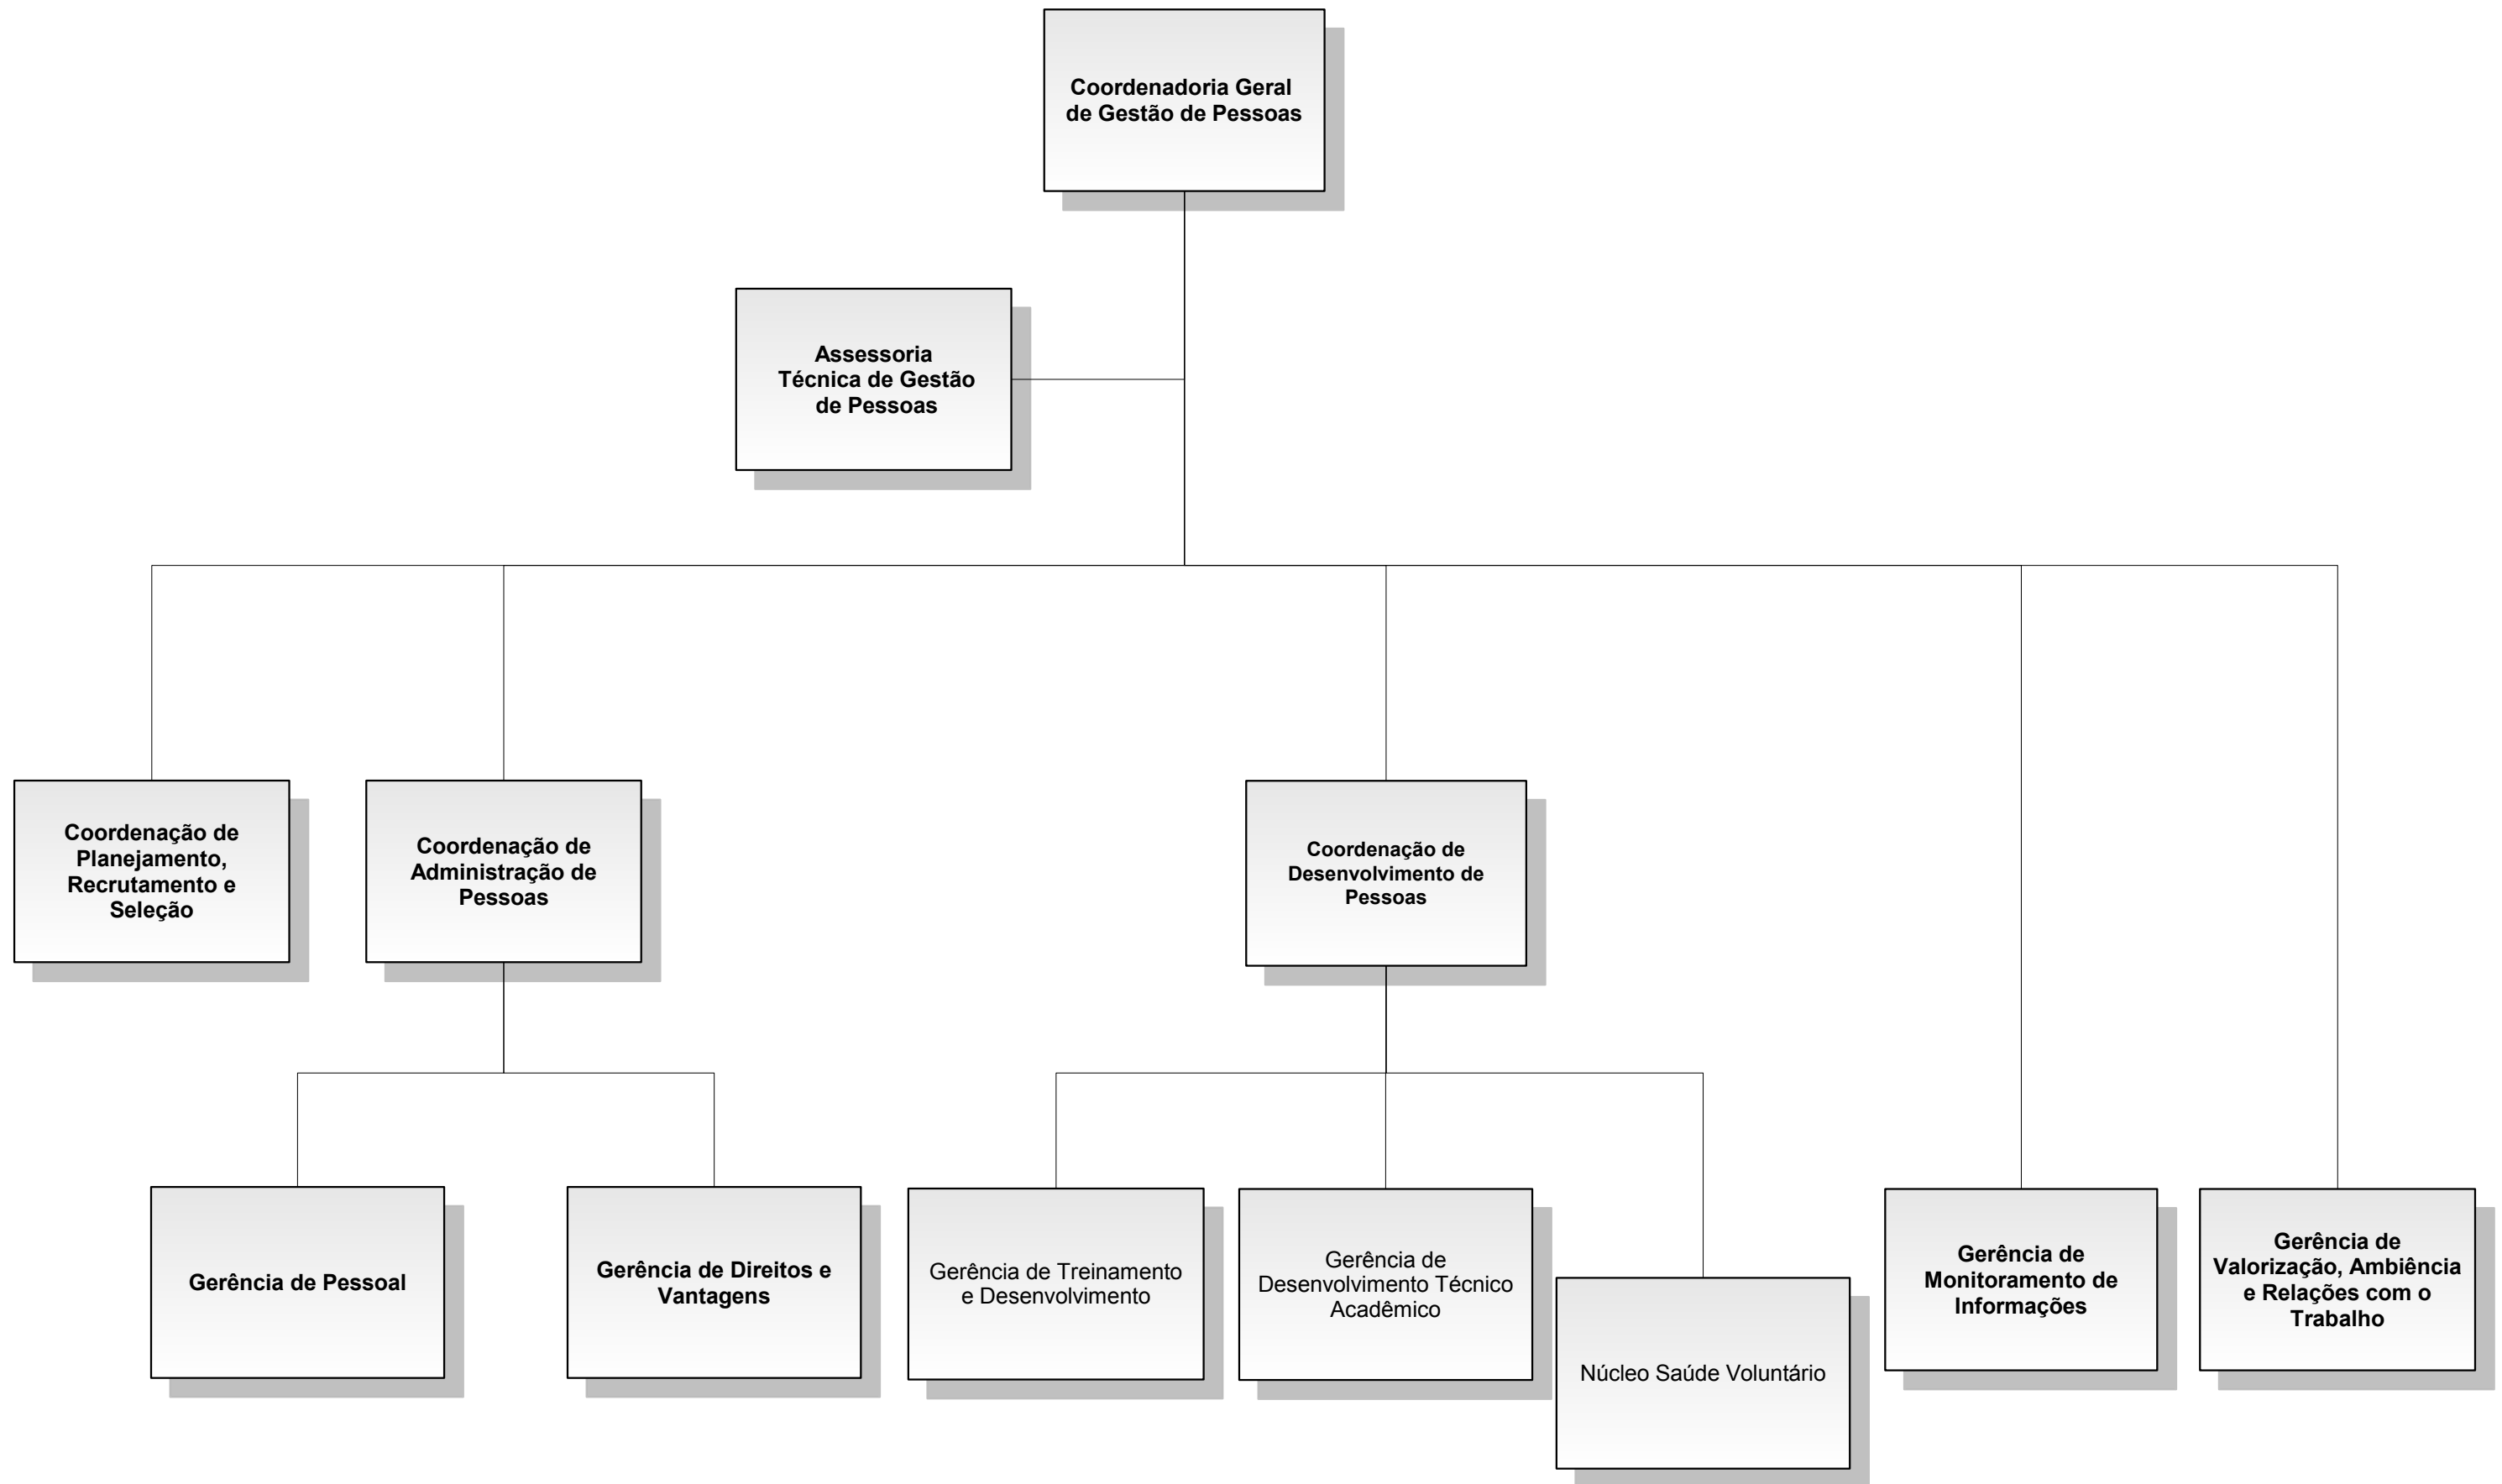 Coordenadoria Geral
de Gestão de Pessoas
Assessoria
Técnica de Gestão
de Pessoas
Coordenação de
Planejamento,
Recrutamento e
Seleção
Coordenação de
Administração de
Pessoas
Coordenação de
Desenvolvimento de
Pessoas
Gerência de Pessoal
Gerência de Direitos e
Vantagens
Gerência de Treinamento
e Desenvolvimento
Gerência de
Desenvolvimento Técnico
Acadêmico
Núcleo Saúde Voluntário
Gerência de
Monitoramento de
Informações
Gerência de
Valorização, Ambiência
e Relações com o
Trabalho